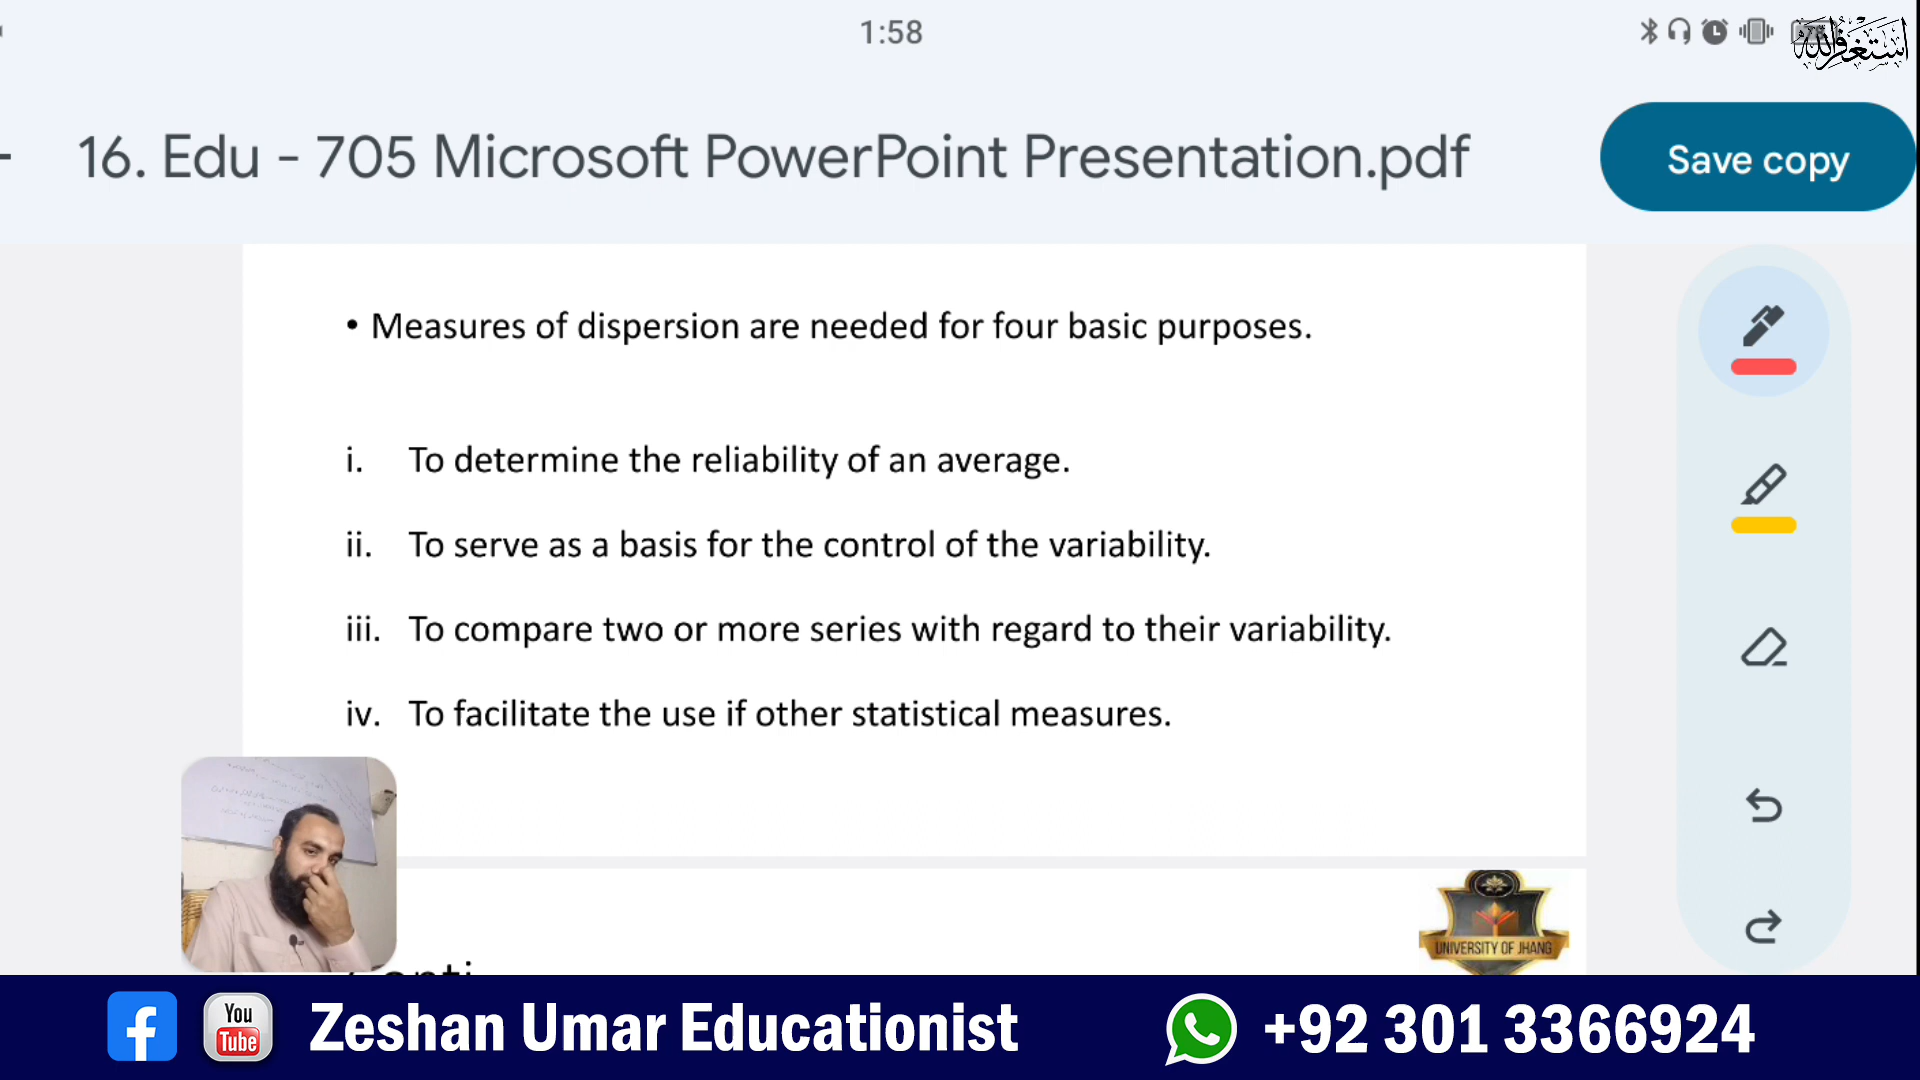 1:58
أستغفر الله
16. Edu - 705 Microsoft PowerPoint Presentation.pdf
Save copy
• Measures of dispersion are needed for four basic purposes.
i. To determine the reliability of an average.
ii. To serve as a basis for the control of the variability.
iii. To compare two or more series with regard to their variability.
iv. To facilitate the use if other statistical measures.
UNIVERSITY OF JHANG
You
Tube
Zeshan Umar Educationist
+92 301 3366924